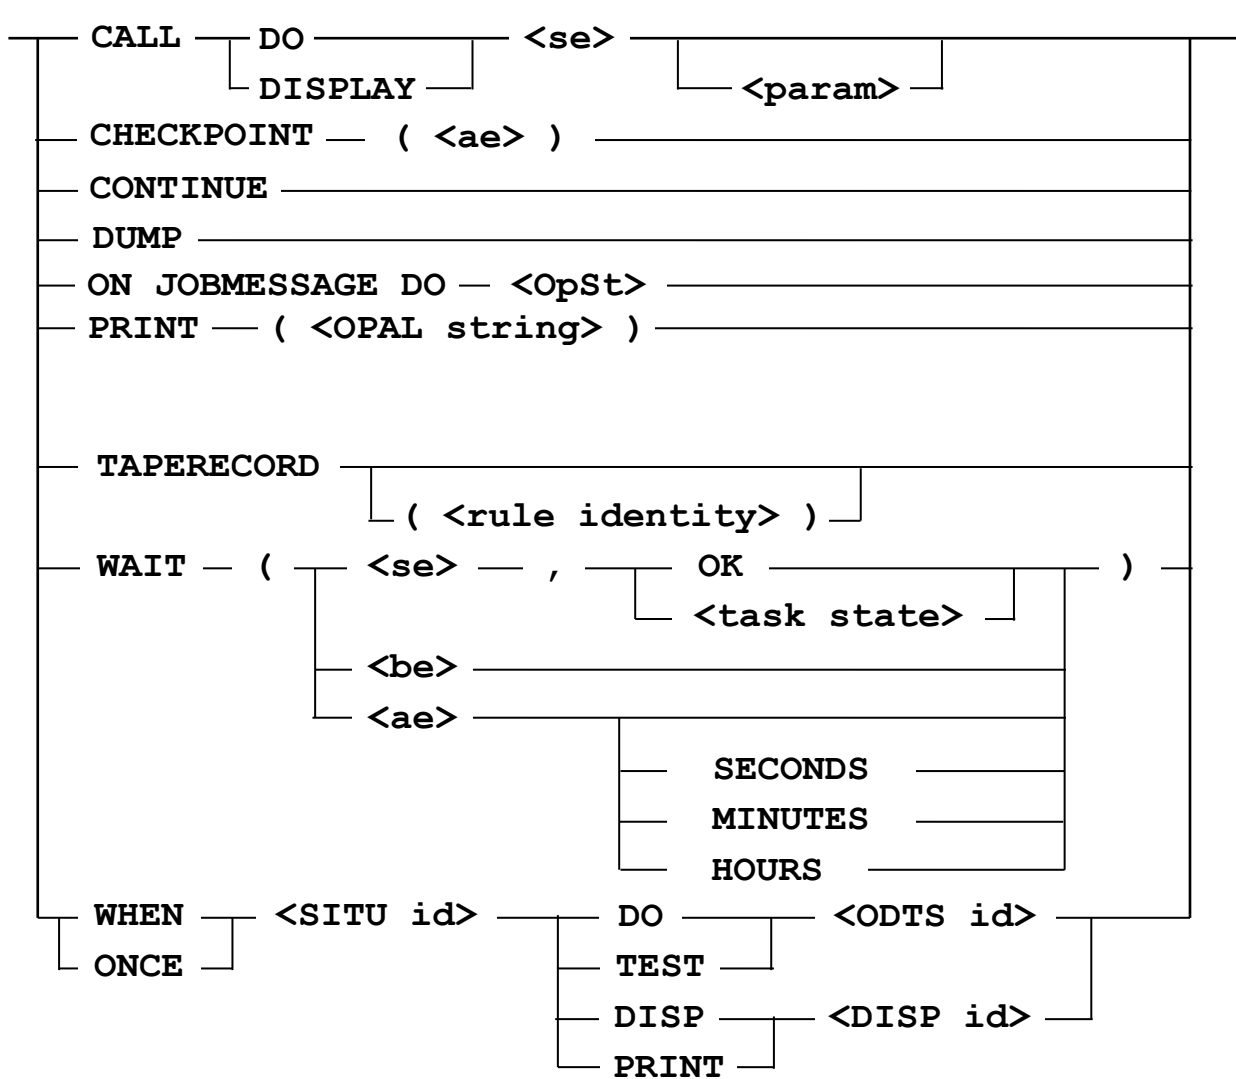 CALL DO <se>
DISPLAY <param>
CHECKPOINT ( <ae> )
CONTINUE
DUMP
ON JOBMESSAGE DO <OpSt>
PRINT ( <OPAL string> )
TAPERECORD
( <rule identity> )
WAIT ( <se> , OK )
<task state>
<be>
<ae>
SECONDS
MINUTES
HOURS
WHEN <SITU id> DO <ODTS id>
ONCE TEST
DISP <DISP id>
PRINT